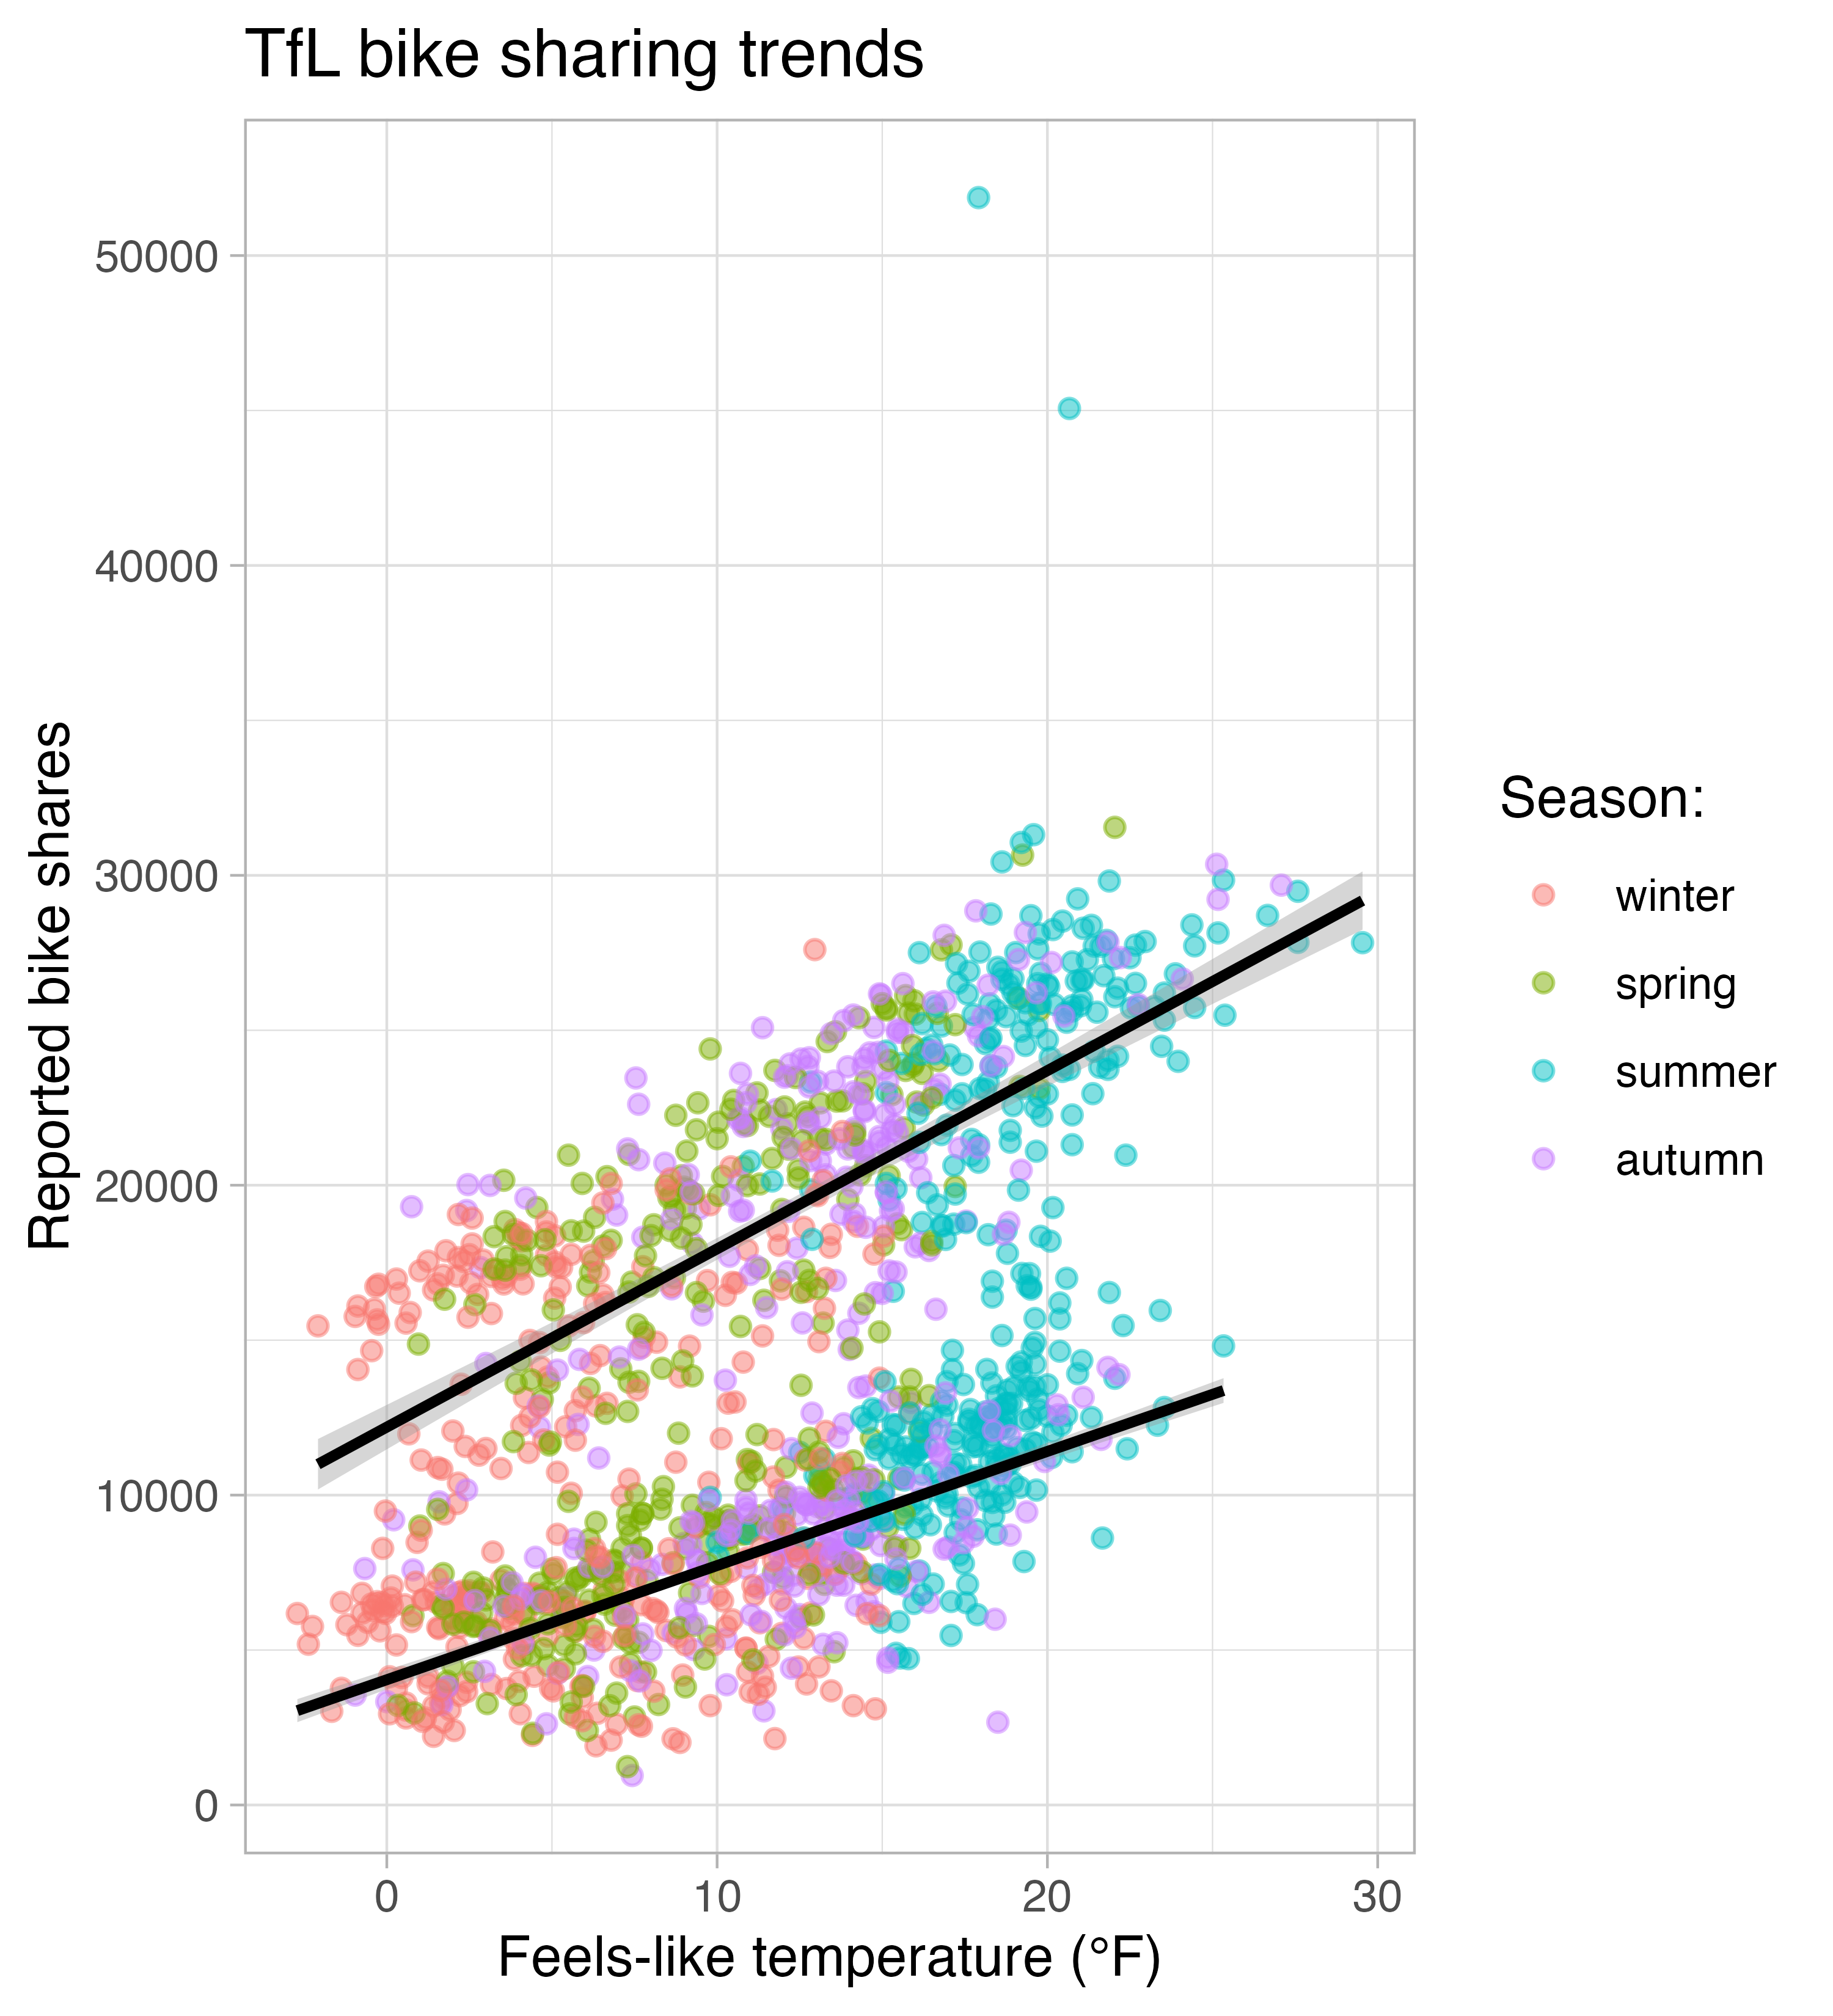 TfL bike sharing trends
Reported bike shares
50000
40000
30000
20000
10000
0
0 10 20 30
Feels-like temperature (°F)
Season:
winter
spring
summer
autumn